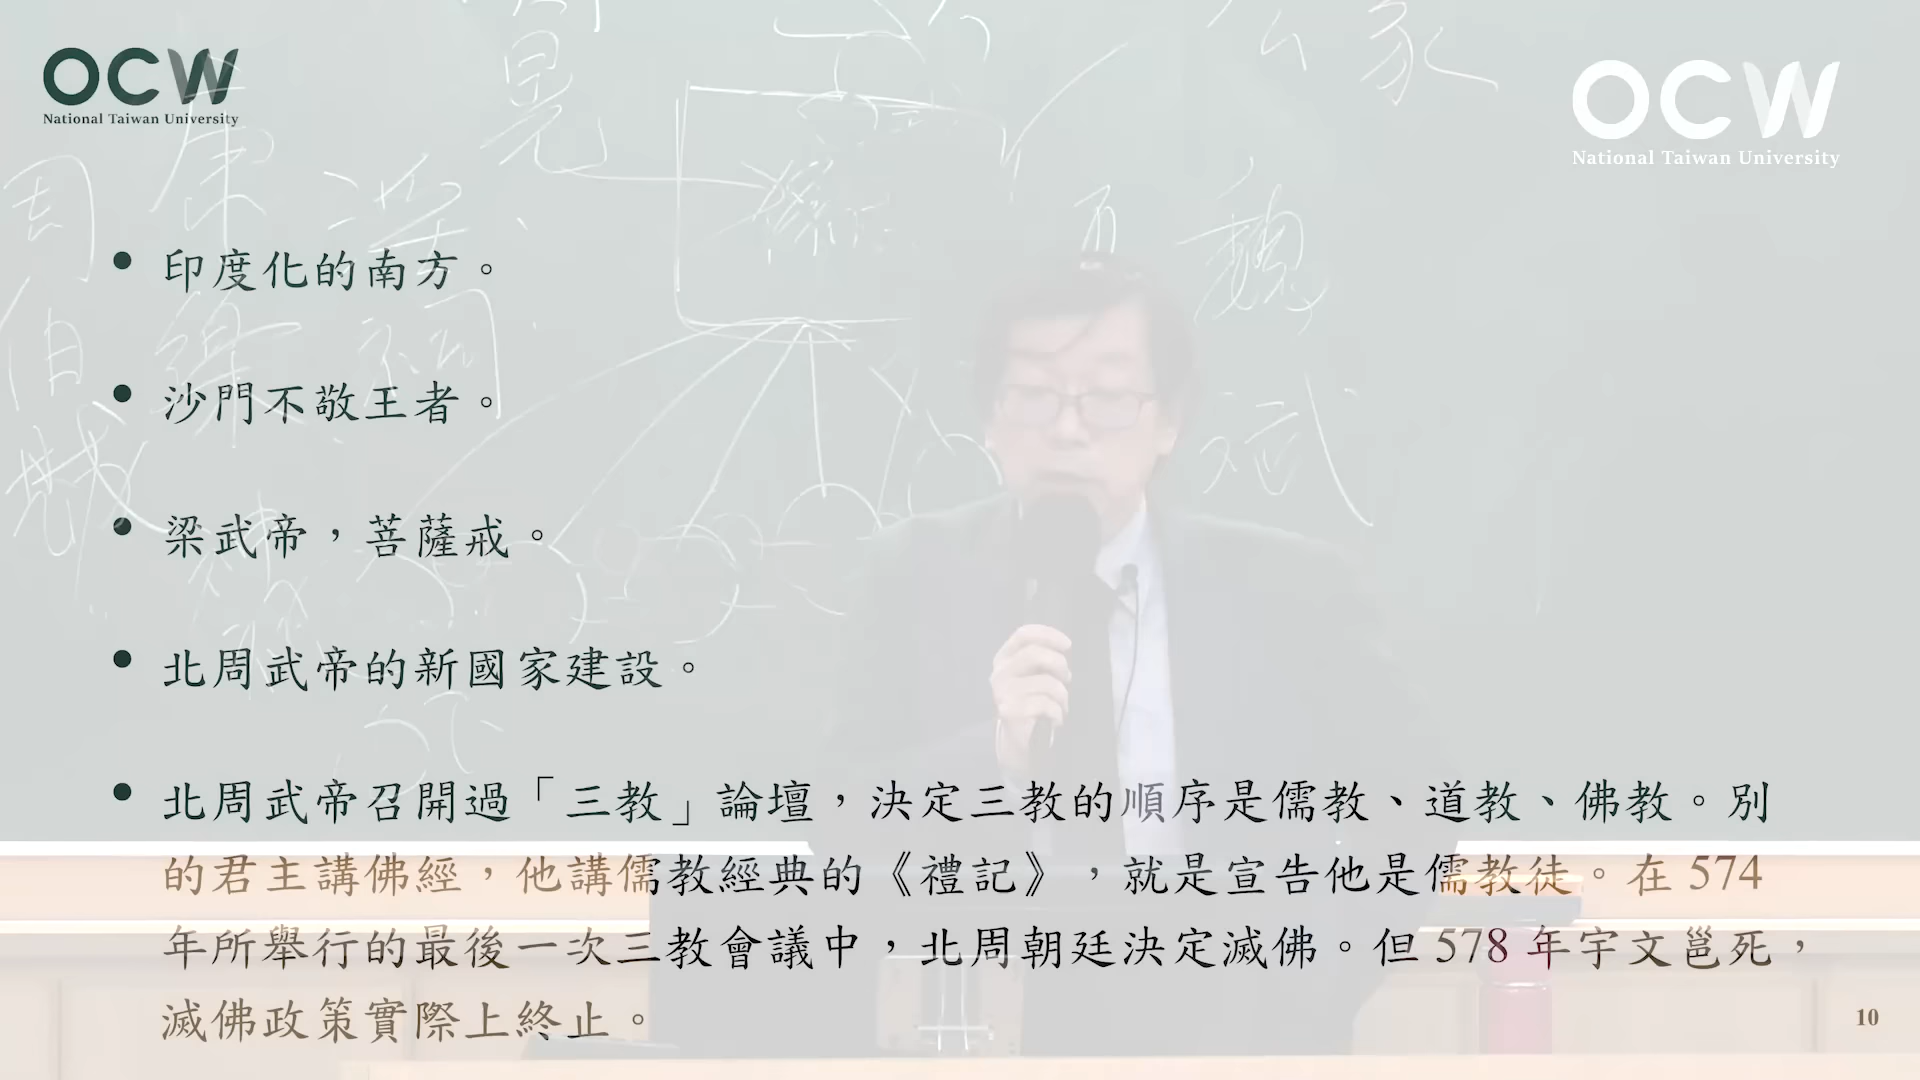 OCW
National Taiwan University
OCW
National Taiwan University
• 印度化的南方。
• 沙門不敬王者。
• 梁武帝，菩薩戒。
• 北周武帝的新國家建設。
• 北周武帝召開過「三教」論壇，決定三教的順序是儒教、道教、佛教。別
的君主講佛經，他講儒教經典的《禮記》，就是宣告他是儒教徒。在 574
年所舉行的最後一次三教會議中，北周朝廷決定滅佛。但 578 年宇文邕死，
滅佛政策實際上終止。
10